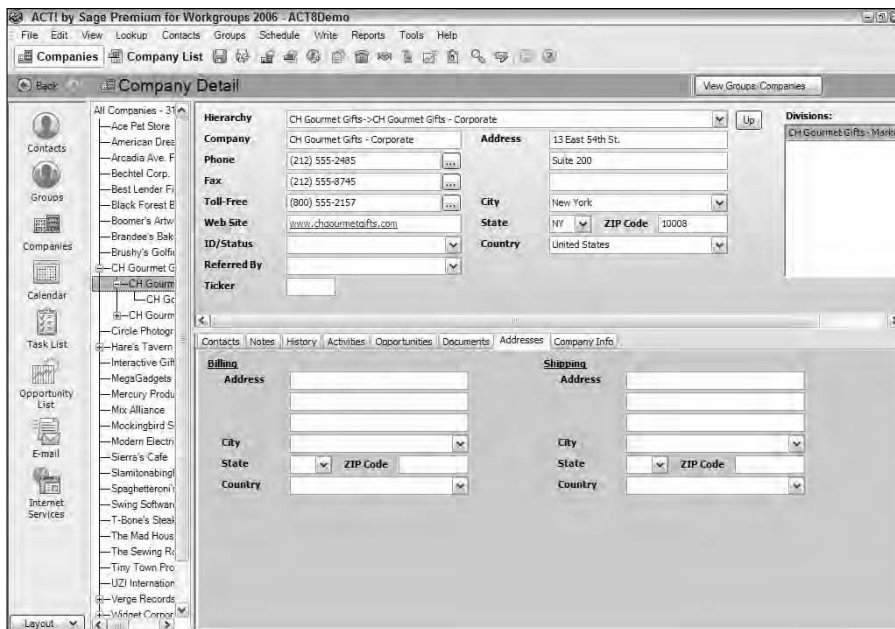 ACT! by Sage Premium for Workgroups 2006 - ACT8Demo
File Edit View Lookup Contacts Groups Schedule Write Reports Tools Help
Companies Company List
Back Company Detail View Groups/Companies
Contacts
Groups
Companies
Calendar
Task List
Opportunity List
E-mail
Internet Services
Layout
All Companies - 31
Ace Pet Store
American Drea
Arcadia Ave. F
Bechtel Corp.
Best Lender Fi
Black Forest B
Boomer's Artw
Brandee's Bak
Brushy's Golfi
CH Gourmet G
CH Gourm
CH Go
CH Gourm
Circle Photogr
Hare's Tavern
Interactive Gift
MegaGadgets
Mercury Produ
Mix Alliance
Mockingbird S
Modern Electri
Sierra's Cafe
Slamitonabingl
Spaghetteroni'
Swing Softwar
T-Bone's Steak
The Mad Hous
The Sewing Ro
Tiny Town Pro
UZI Internation
Verge Records
Widget Corpor
Hierarchy CH Gourmet Gifts->CH Gourmet Gifts - Corporate Up
Company CH Gourmet Gifts - Corporate Address 13 East 54th St.
Phone (212) 555-2485 ... Suite 200
Fax (212) 555-8745 ...
Toll-Free (800) 555-2157 ... City New York
Web Site www.chgourmetgifts.com State NY ZIP Code 10008
ID/Status Country United States
Referred By
Ticker
Divisions:
CH Gourmet Gifts - Mark
Contacts Notes History Activities Opportunities Documents Addresses Company Info
Billing Shipping
Address Address
City City
State ZIP Code State ZIP Code
Country Country